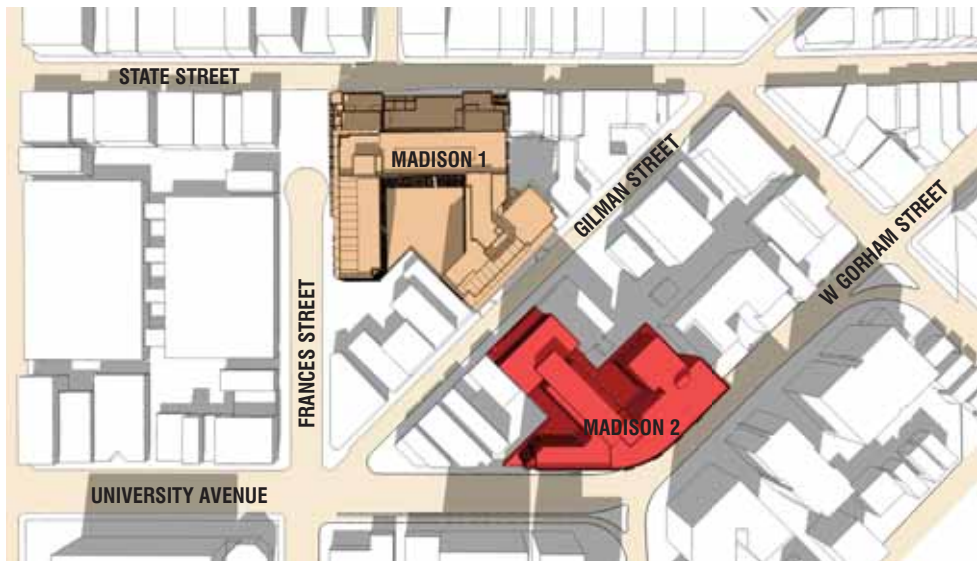 STATE STREET
MADISON 1
GILMAN STREET
W GORHAM STREET
FRANCES STREET
MADISON 2
UNIVERSITY AVENUE